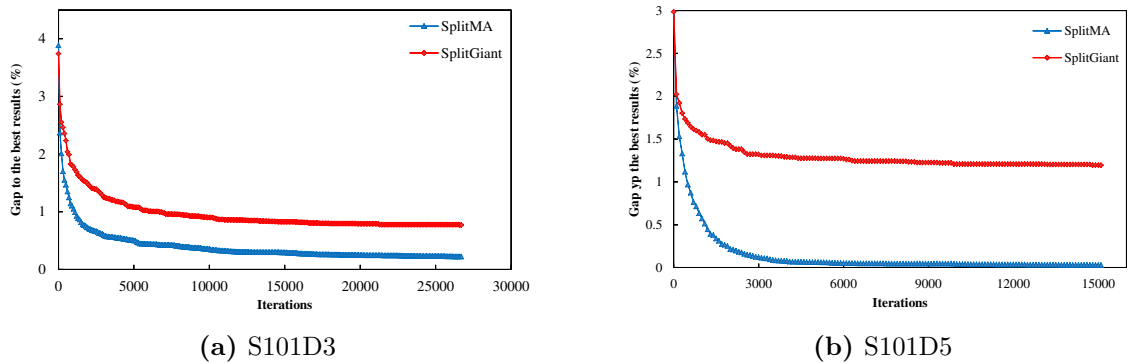 Gap to the best results (%)
4
3
2
1
0
0 5000 10000 15000 20000 25000 30000
Iterations
SplitMA
SplitGiant
(a) S101D3
Gap yp the best results (%)
3
2.5
2
1.5
1
0.5
0
0 3000 6000 9000 12000 15000
Iterations
SplitMA
SplitGiant
(b) S101D5